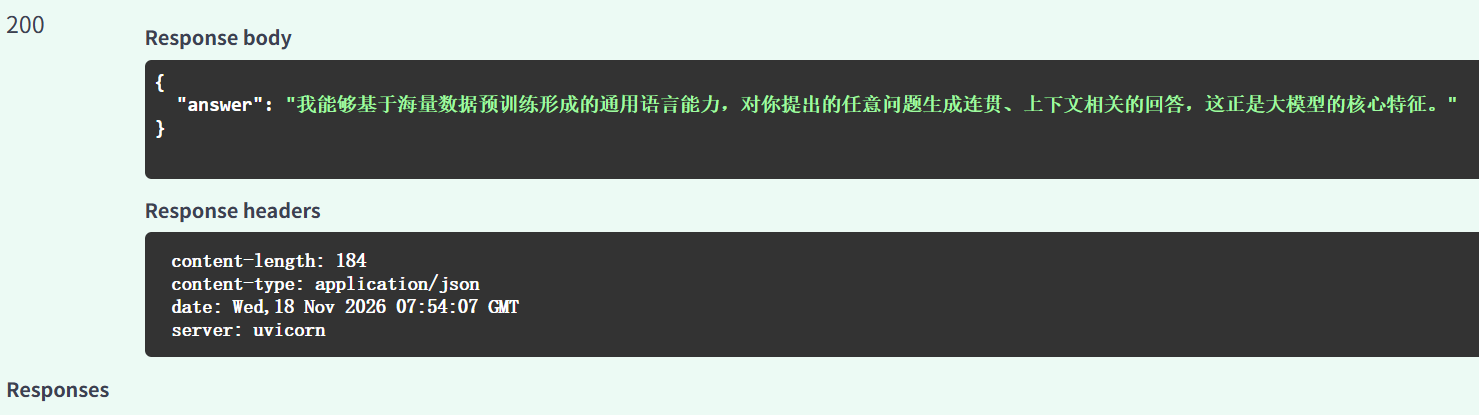 200
Response body
{
"answer": "我能够基于海量数据预训练形成的通用语言能力，对你提出的任意问题生成连贯、上下文相关的回答，这正是大模型的核心特征。"
}
Response headers
content-length: 184
content-type: application/json
date: Wed,18 Nov 2026 07:54:07 GMT
server: uvicorn
Responses